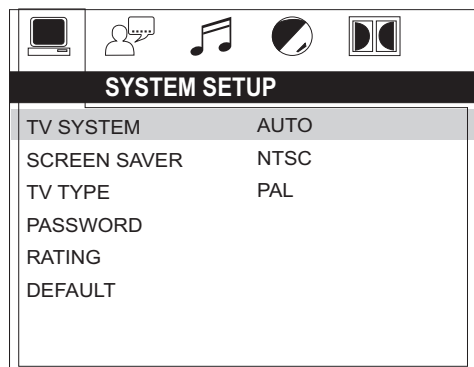 SYSTEM SETUP
TV SYSTEM AUTO
SCREEN SAVER NTSC
TV TYPE PAL
PASSWORD
RATING
DEFAULT